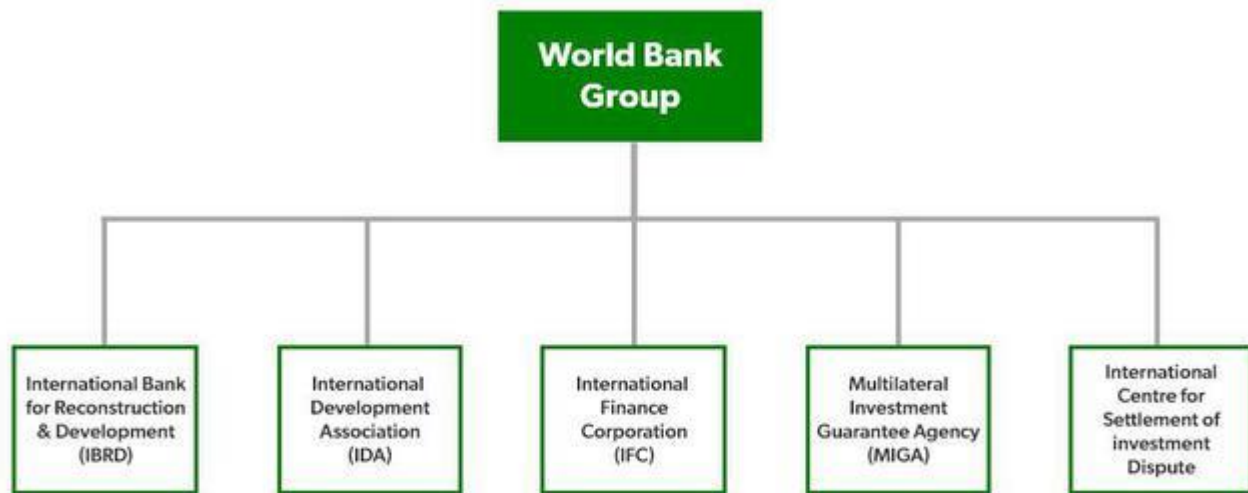 World Bank
Group
International Bank
for Reconstruction
& Development
(IBRD)
International
Development
Association
(IDA)
International
Finance
Corporation
(IFC)
Multilateral
Investment
Guarantee Agency
(MIGA)
International
Centre for
Settlement of
investment
Dispute